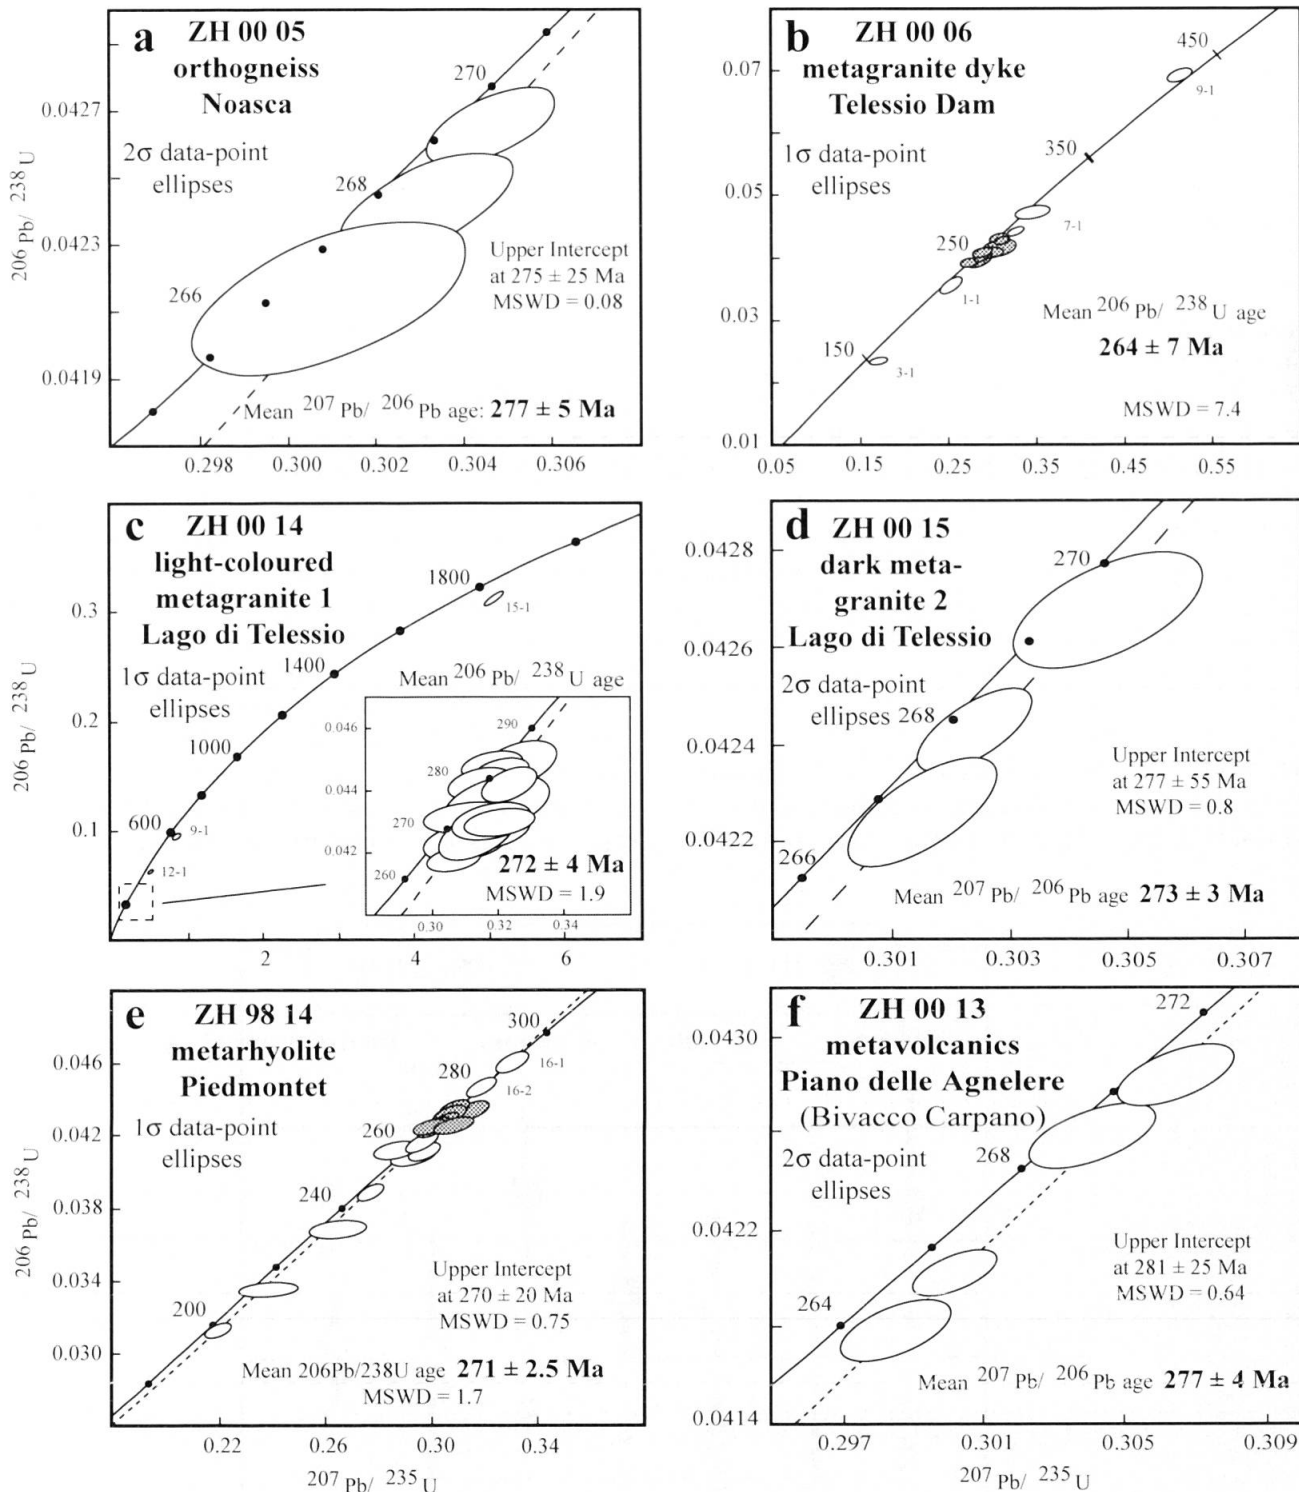 a
ZH 00 05
orthogneiss
Noasca
2σ data-point
ellipses
270
268
266
Upper Intercept
at 275 ± 25 Ma
MSWD = 0.08
Mean 207 Pb/ 206 Pb age: 277 ± 5 Ma
206 Pb/ 238 U
0.0427
0.0423
0.0419
0.298 0.300 0.302 0.304 0.306
b
ZH 00 06
metagranite dyke
Telessio Dam
1σ data-point
ellipses
450
9-1
350
7-1
250
1-1
150
3-1
Mean 206 Pb/ 238 U age
264 ± 7 Ma
MSWD = 7.4
0.07
0.05
0.03
0.01
0.05 0.15 0.25 0.35 0.45 0.55
c
ZH 00 14
light-coloured
metagranite 1
Lago di Telessio
1σ data-point
ellipses
1800
15-1
1400
1000
600
9-1
12-1
Mean 206 Pb/ 238 U age
0.046
0.044
0.042
290
280
270
260
272 ± 4 Ma
MSWD = 1.9
0.30 0.32 0.34
206 Pb/ 238 U
0.3
0.2
0.1
2 4 6
d
ZH 00 15
dark meta-
granite 2
Lago di Telessio
2σ data-point
ellipses
270
268
266
Upper Intercept
at 277 ± 55 Ma
MSWD = 0.8
Mean 207 Pb/ 206 Pb age 273 ± 3 Ma
0.0428
0.0426
0.0424
0.0422
0.301 0.303 0.305 0.307
e
ZH 98 14
metarhyolite
Piedmontet
1σ data-point
ellipses
300
16-1
280
16-2
260
240
200
Upper Intercept
at 270 ± 20 Ma
MSWD = 0.75
Mean 206Pb/238U age 271 ± 2.5 Ma
MSWD = 1.7
206 Pb/ 238 U
0.046
0.042
0.038
0.034
0.030
0.22 0.26 0.30 0.34
207 Pb/ 235 U
f
ZH 00 13
metavolcanics
Piano delle Agnelere
(Bivacco Carpano)
2σ data-point
ellipses
272
268
264
Upper Intercept
at 281 ± 25 Ma
MSWD = 0.64
Mean 207 Pb/ 206 Pb age 277 ± 4 Ma
0.0430
0.0422
0.0414
0.297 0.301 0.305 0.309
207 Pb/ 235 U